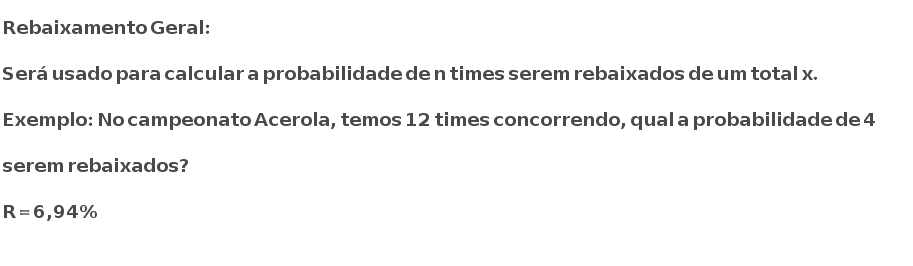 Rebaixamento Geral:
Será usado para calcular a probabilidade de n times serem rebaixados de um total x.
Exemplo: No campeonato Acerola, temos 12 times concorrendo, qual a probabilidade de 4
serem rebaixados?
R = 6,94%